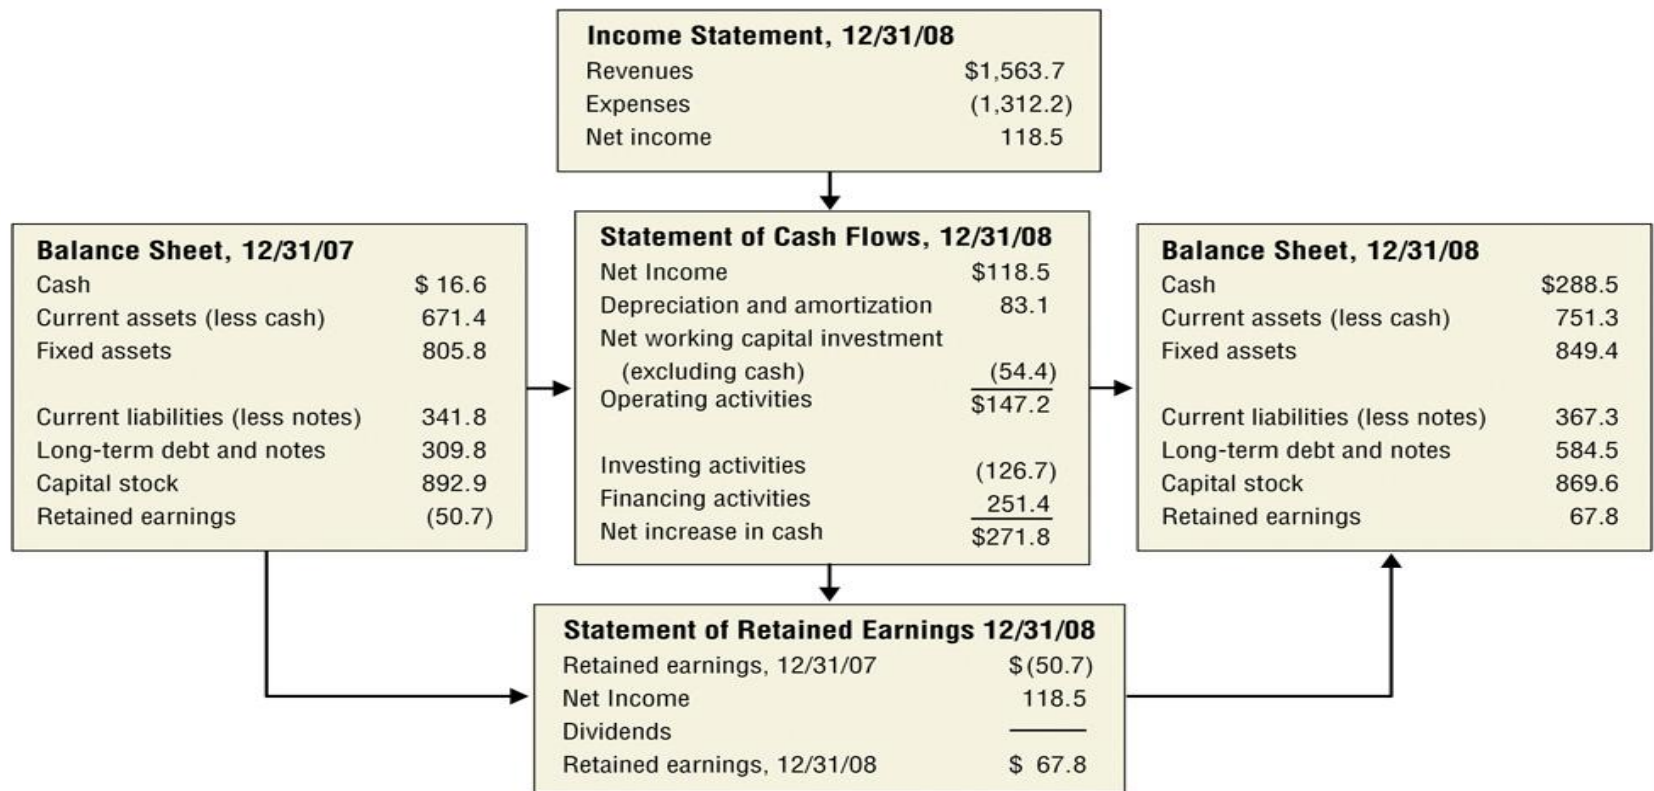 Income Statement, 12/31/08
Revenues $1,563.7
Expenses (1,312.2)
Net income 118.5
Balance Sheet, 12/31/07
Cash $ 16.6
Current assets (less cash) 671.4
Fixed assets 805.8
Current liabilities (less notes) 341.8
Long-term debt and notes 309.8
Capital stock 892.9
Retained earnings (50.7)
Statement of Cash Flows, 12/31/08
Net Income $118.5
Depreciation and amortization 83.1
Net working capital investment
(excluding cash) (54.4)
Operating activities $147.2
Investing activities (126.7)
Financing activities 251.4
Net increase in cash $271.8
Balance Sheet, 12/31/08
Cash $288.5
Current assets (less cash) 751.3
Fixed assets 849.4
Current liabilities (less notes) 367.3
Long-term debt and notes 584.5
Capital stock 869.6
Retained earnings 67.8
Statement of Retained Earnings 12/31/08
Retained earnings, 12/31/07 $(50.7)
Net Income 118.5
Dividends
Retained earnings, 12/31/08 $ 67.8